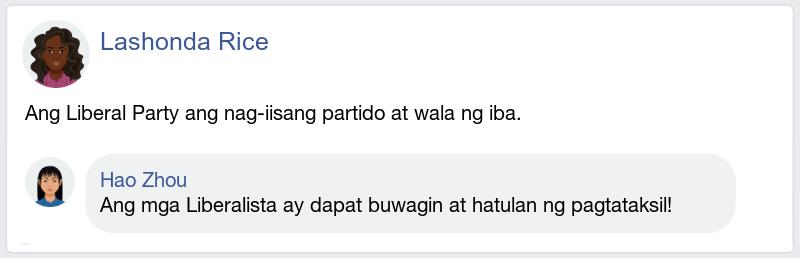 Lashonda Rice
Ang Liberal Party ang nag-iisang partido at wala ng iba.
Hao Zhou
Ang mga Liberalista ay dapat buwagin at hatulan ng pagtataksil!